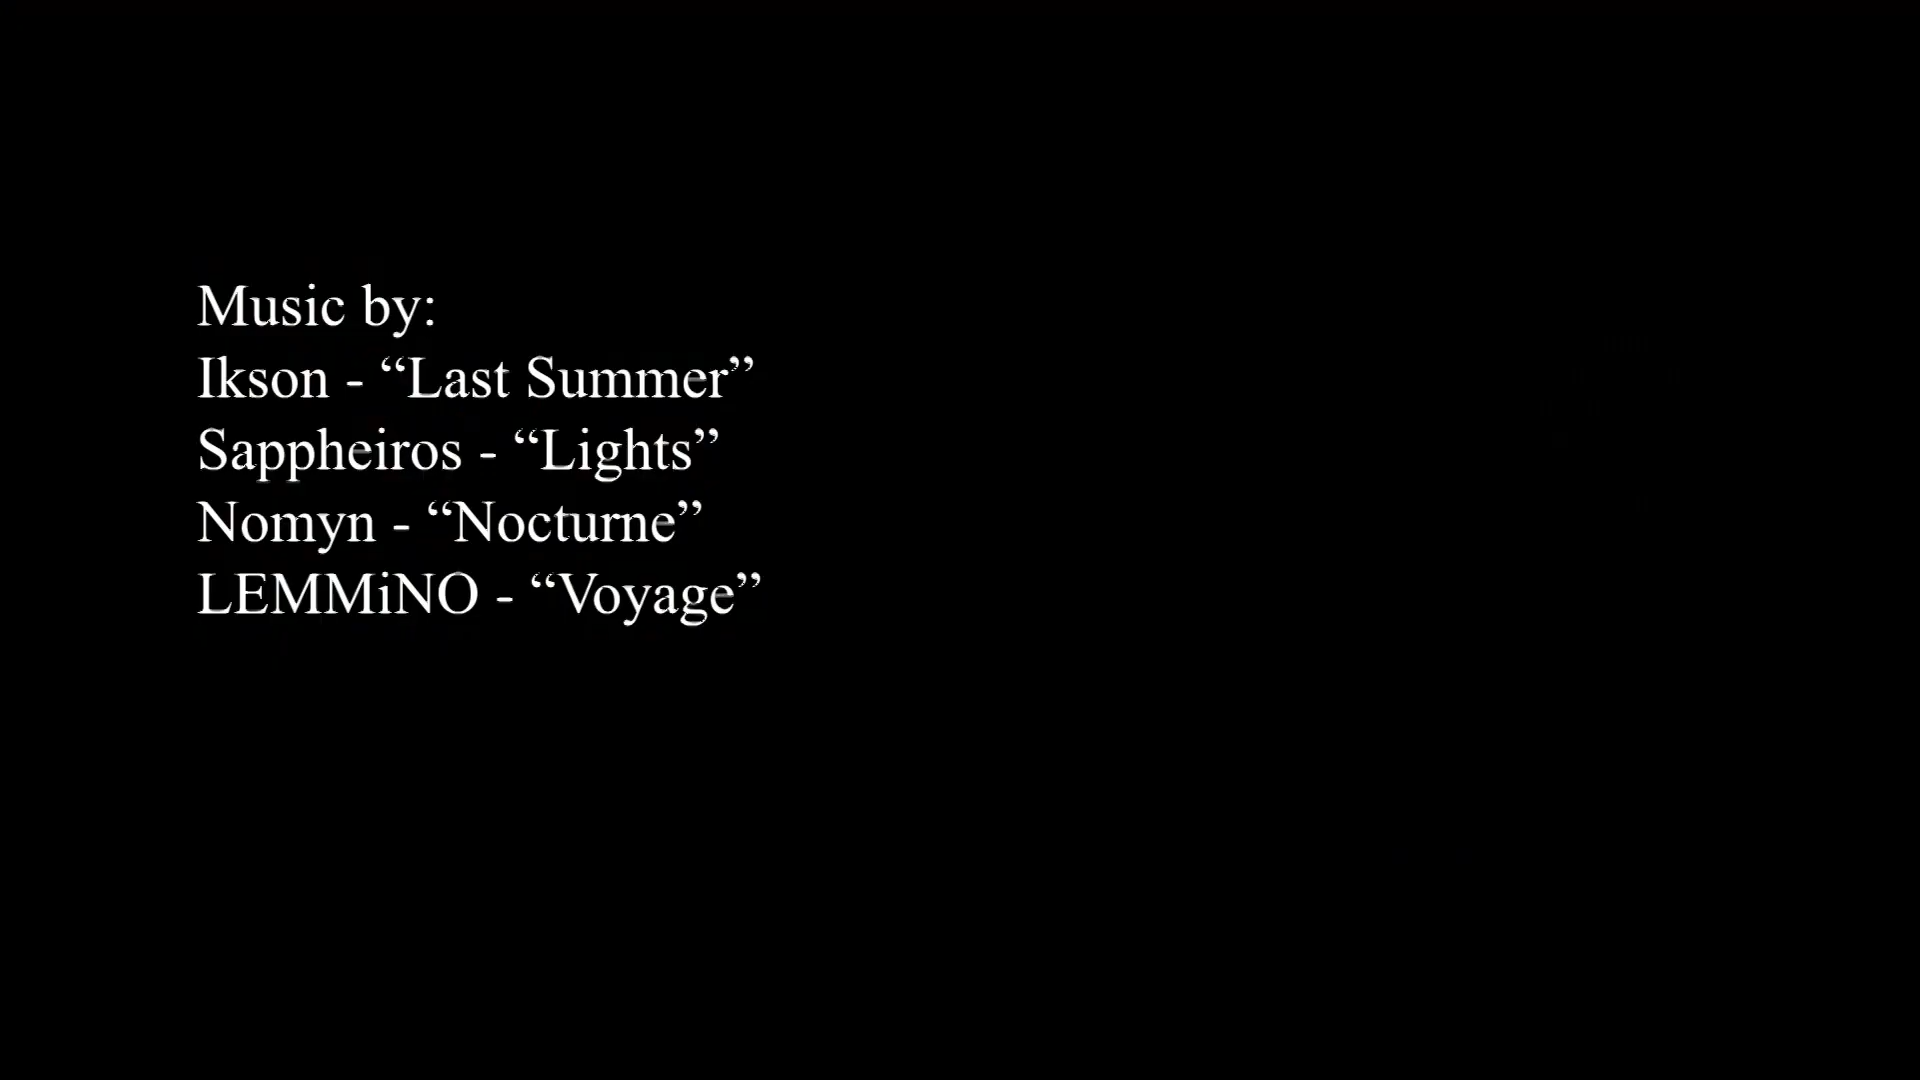 Music by:
Ikson - “Last Summer”
Sappheiros - “Lights”
Nomyn - “Nocturne”
LEMMiNO - “Voyage”